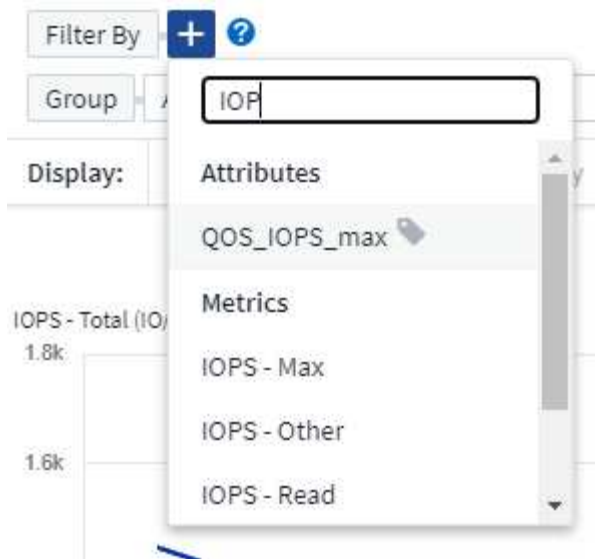 Filter By + ?
Group
IOP
Display:
Attributes
QOS_IOPS_max
Metrics
IOPS - Total (IO/
1.8k
IOPS - Max
IOPS - Other
1.6k
IOPS - Read